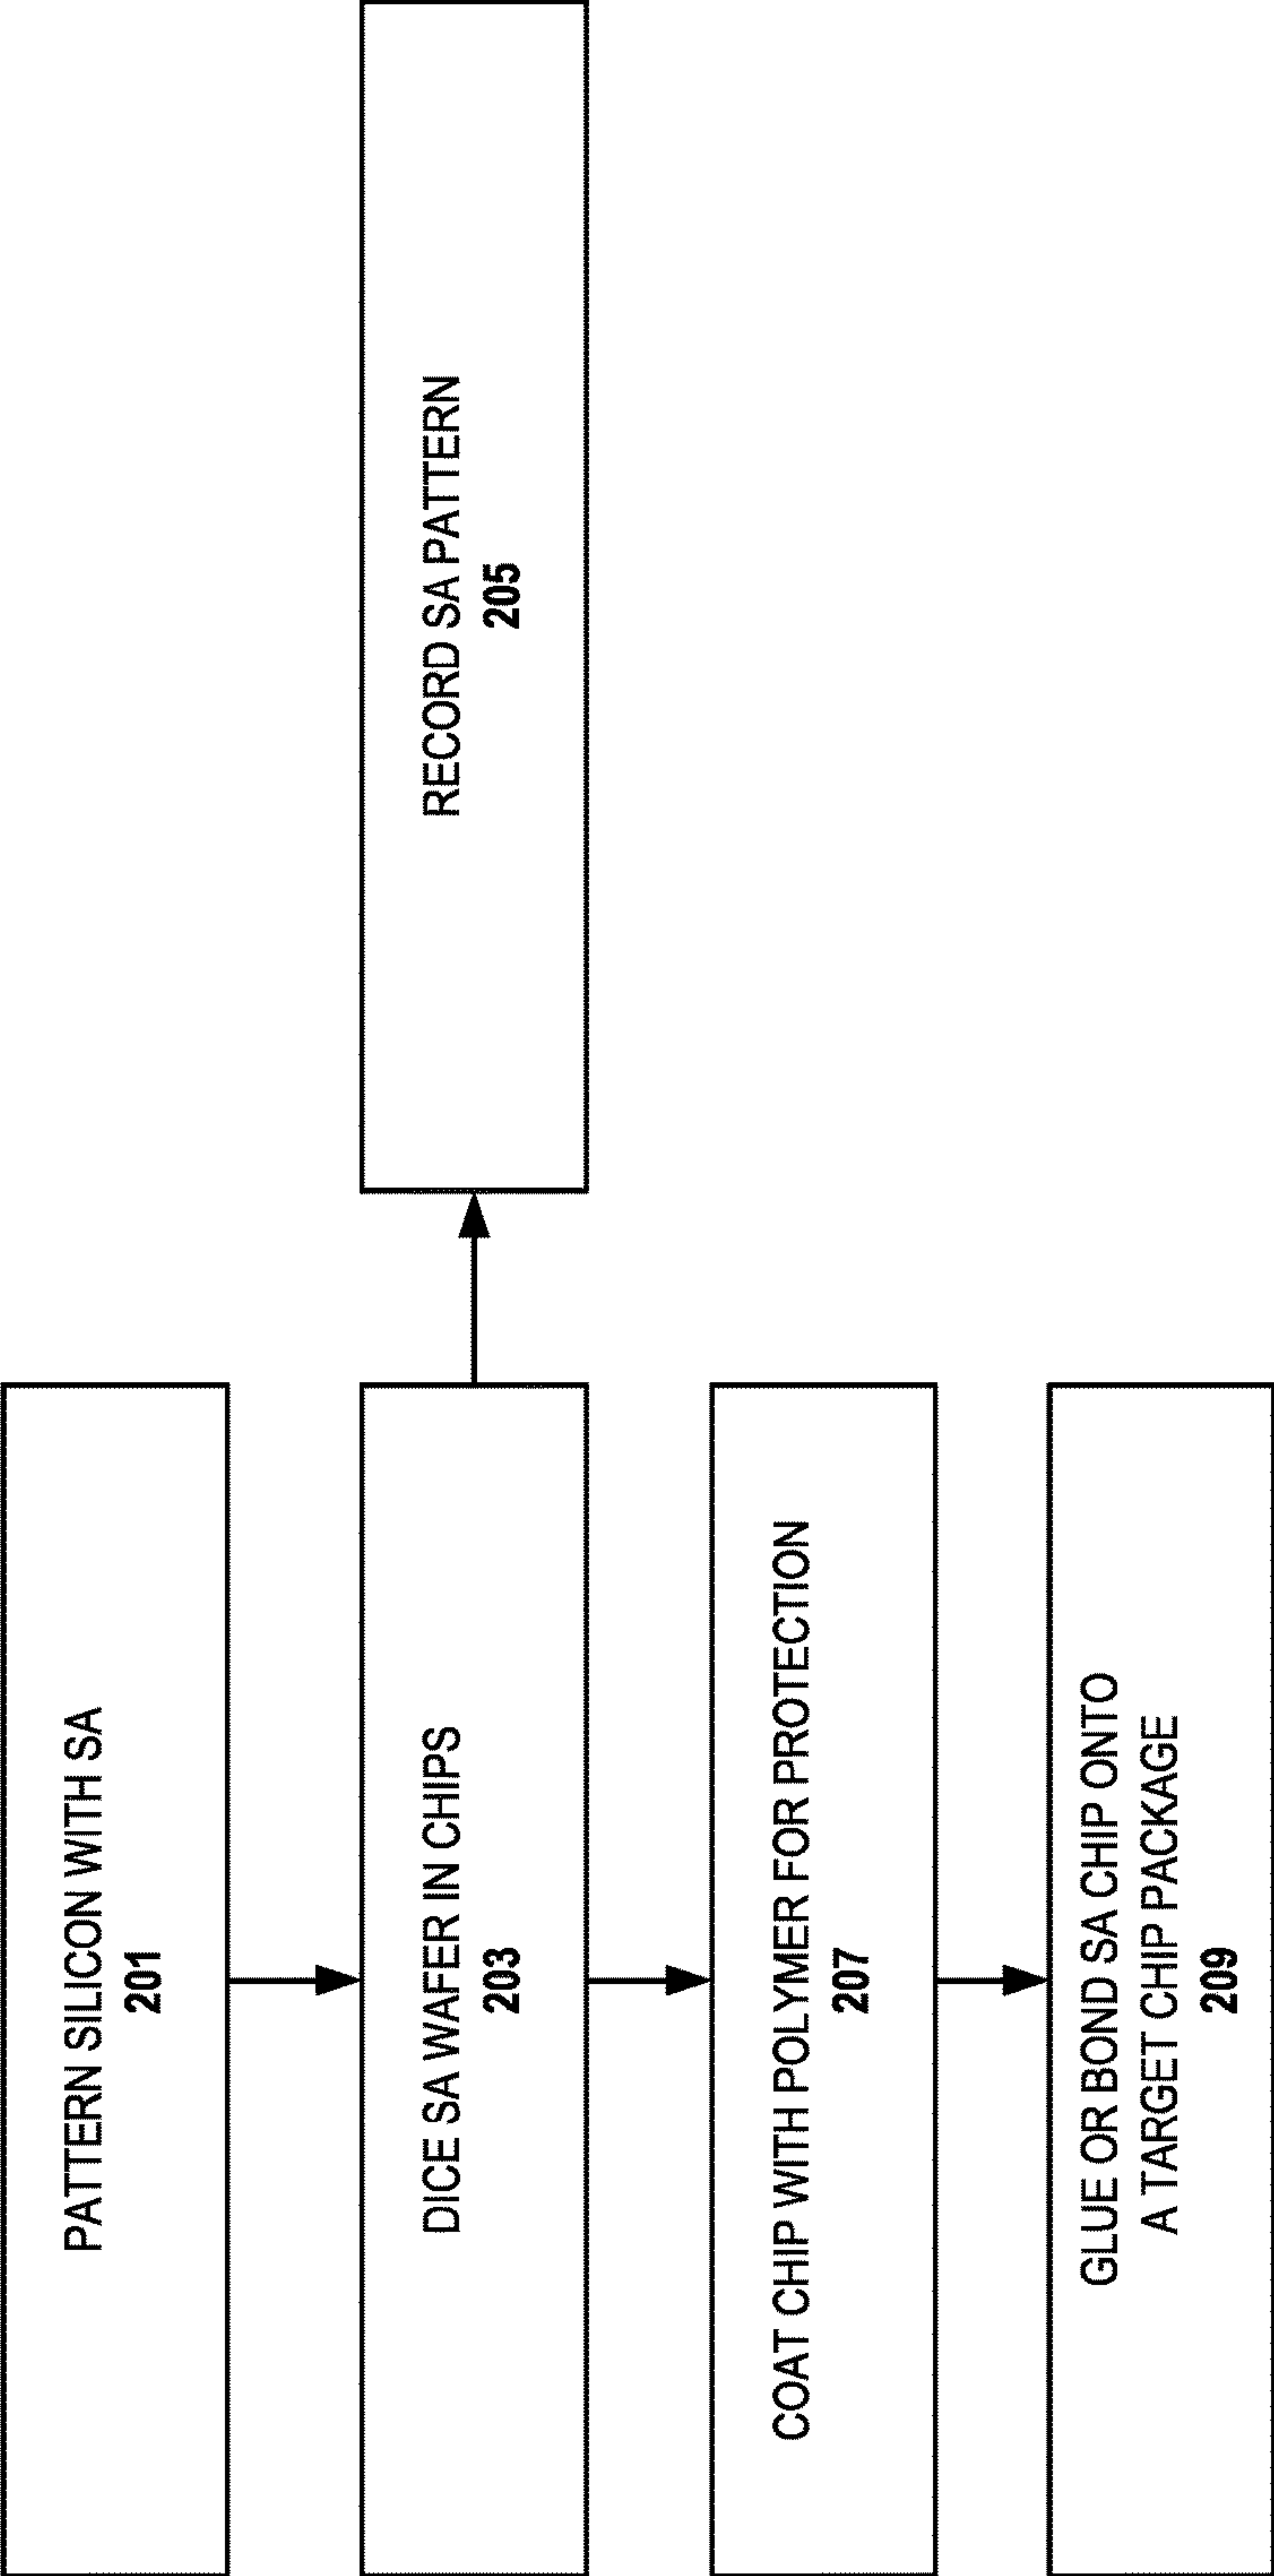 PATTERN SILICON WITH SA
201
DICE SA WAFER IN CHIPS
203
RECORD SA PATTERN
205
COAT CHIP WITH POLYMER FOR PROTECTION
207
GLUE OR BOND SA CHIP ONTO
A TARGET CHIP PACKAGE
209